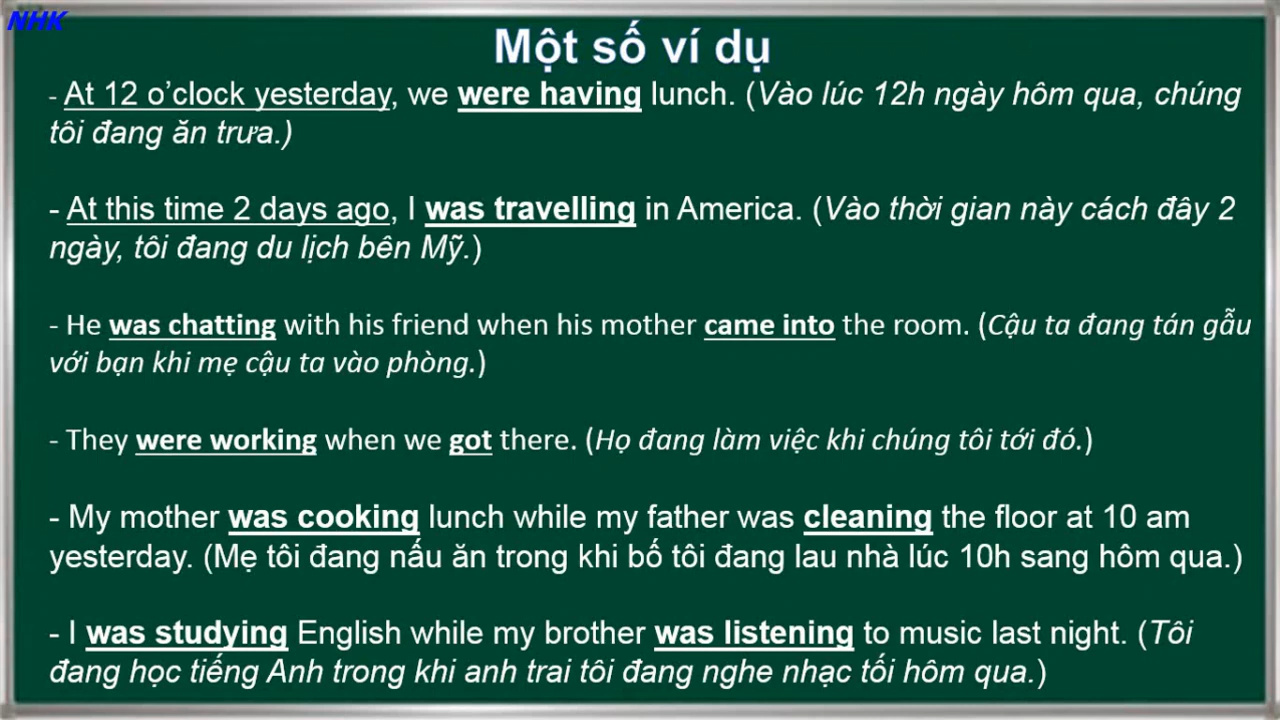 NHK
Một số ví dụ
- At 12 o’clock yesterday, we were having lunch. (Vào lúc 12h ngày hôm qua, chúng
tôi đang ăn trưa.)
- At this time 2 days ago, I was travelling in America. (Vào thời gian này cách đây 2
ngày, tôi đang du lịch bên Mỹ.)
- He was chatting with his friend when his mother came into the room. (Cậu ta đang tán gẫu
với bạn khi mẹ cậu ta vào phòng.)
- They were working when we got there. (Họ đang làm việc khi chúng tôi tới đó.)
- My mother was cooking lunch while my father was cleaning the floor at 10 am
yesterday. (Mẹ tôi đang nấu ăn trong khi bố tôi đang lau nhà lúc 10h sang hôm qua.)
- I was studying English while my brother was listening to music last night. (Tôi
đang học tiếng Anh trong khi anh trai tôi đang nghe nhạc tối hôm qua.)